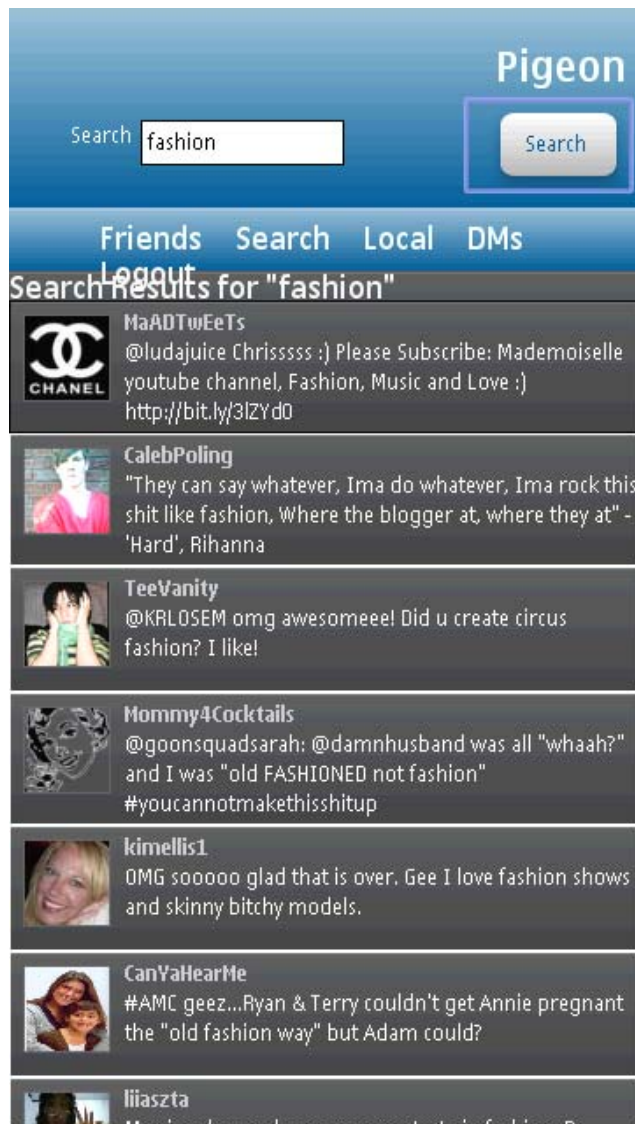 Pigeon
Search fashion Search
Friends Search Local DMs
Logout
Search Results for "fashion"
MaADTwEeTs
@ludajuice Chrisssss :) Please Subscribe: Mademoiselle
youtube channel, Fashion, Music and Love :)
http://bit.ly/3lZYd0
CHANEL
CalebPoling
"They can say whatever, Ima do whatever, Ima rock this
shit like fashion, Where the blogger at, where they at" -
'Hard', Rihanna
TeeVanity
@KRLOSEM omg awesomeee! Did u create circus
fashion? I like!
Mommy4Cocktails
@goonsquadsarah: @damnhusband was all "whaah?"
and I was "old FASHIONED not fashion"
#youcannotmakethisshitup
kimellis1
OMG sooooo glad that is over. Gee I love fashion shows
and skinny bitchy models.
CanYaHearMe
#AMC geez...Ryan & Terry couldn't get Annie pregnant
the "old fashion way" but Adam could?
liiaszta